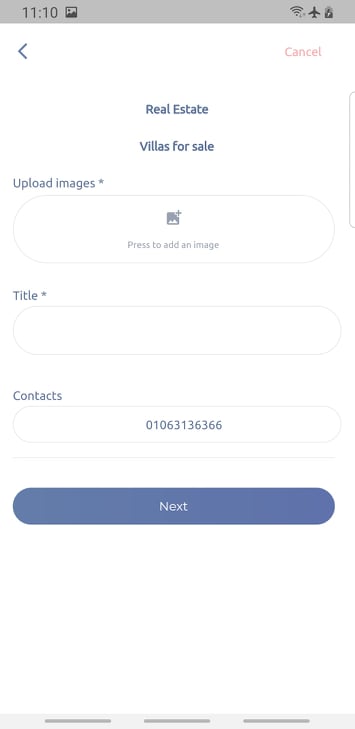 11:10
Cancel
Real Estate
Villas for sale
Upload images *
Press to add an image
Title *
Contacts
01063136366
Next